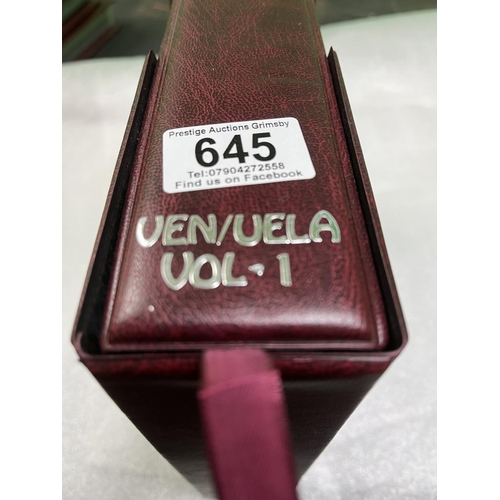 Prestige Auctions Grimsby
645
Tel:07904272558
Find us on Facebook
VEN/UELA
VOL-1